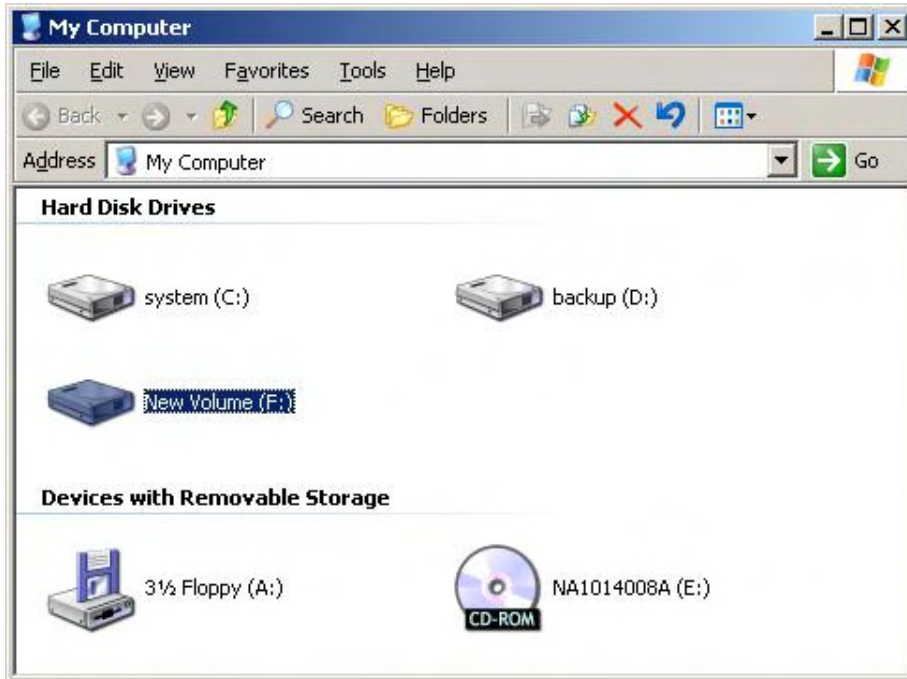 My Computer
File Edit View Favorites Tools Help
Back Search Folders
Address My Computer Go
Hard Disk Drives
system (C:) backup (D:)
New Volume (F:)
Devices with Removable Storage
3½ Floppy (A:) NA1014008A (E:)
CD-ROM